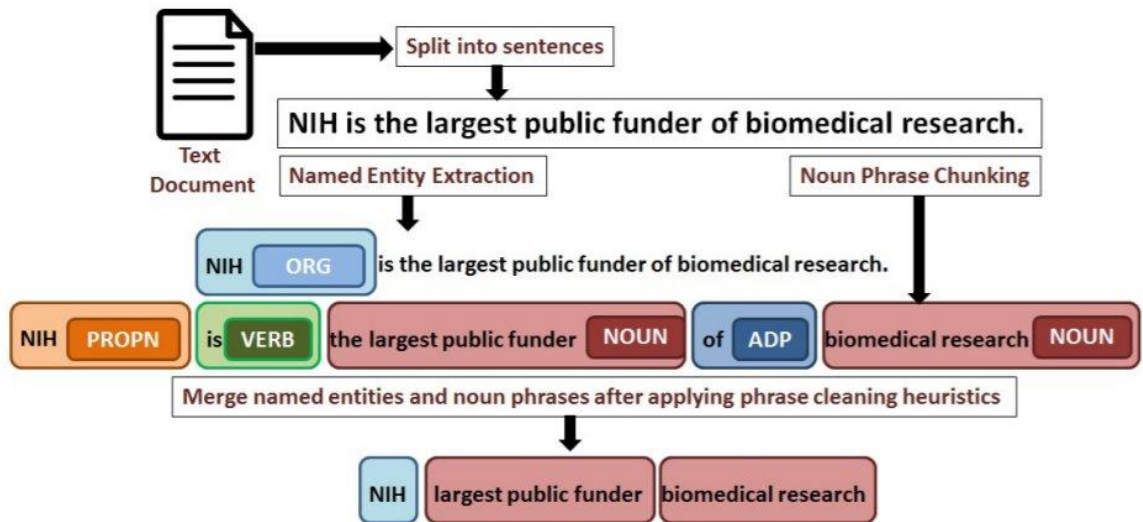 Split into sentences
NIH is the largest public funder of biomedical research.
Text
Document
Named Entity Extraction
Noun Phrase Chunking
NIH ORG is the largest public funder of biomedical research.
NIH PROPN is VERB the largest public funder NOUN of ADP biomedical research NOUN
Merge named entities and noun phrases after applying phrase cleaning heuristics
NIH largest public funder biomedical research